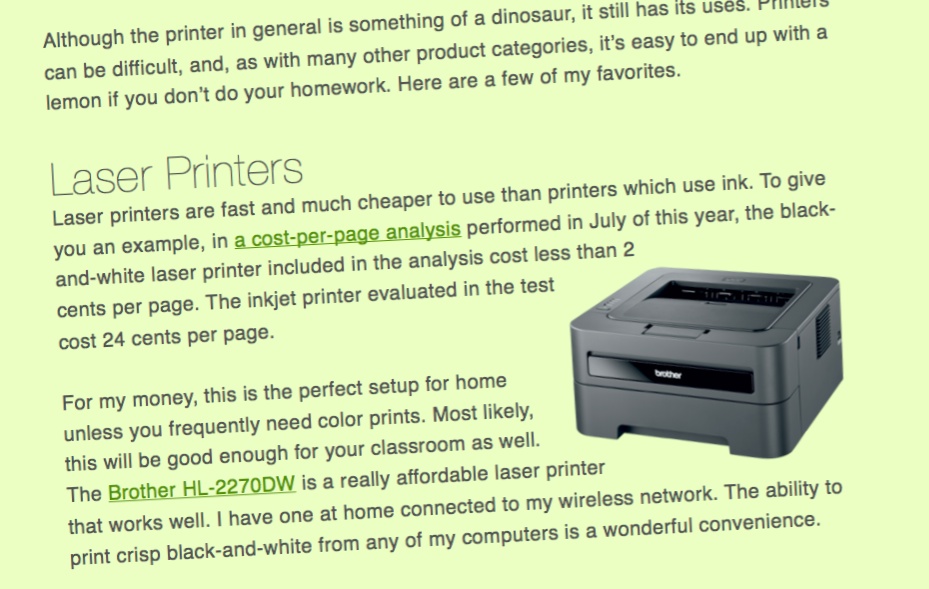 Although the printer in general is something of a dinosaur, it still has its uses. Printers
can be difficult, and, as with many other product categories, it's easy to end up with a
lemon if you don't do your homework. Here are a few of my favorites.
Laser Printers
Laser printers are fast and much cheaper to use than printers which use ink. To give
you an example, in a cost-per-page analysis performed in July of this year, the black-
and-white laser printer included in the analysis cost less than 2
cents per page. The inkjet printer evaluated in the test
cost 24 cents per page.
brother
For my money, this is the perfect setup for home
unless you frequently need color prints. Most likely,
this will be good enough for your classroom as well.
The Brother HL-2270DW is a really affordable laser printer
that works well. I have one at home connected to my wireless network. The ability to
print crisp black-and-white from any of my computers is a wonderful convenience.